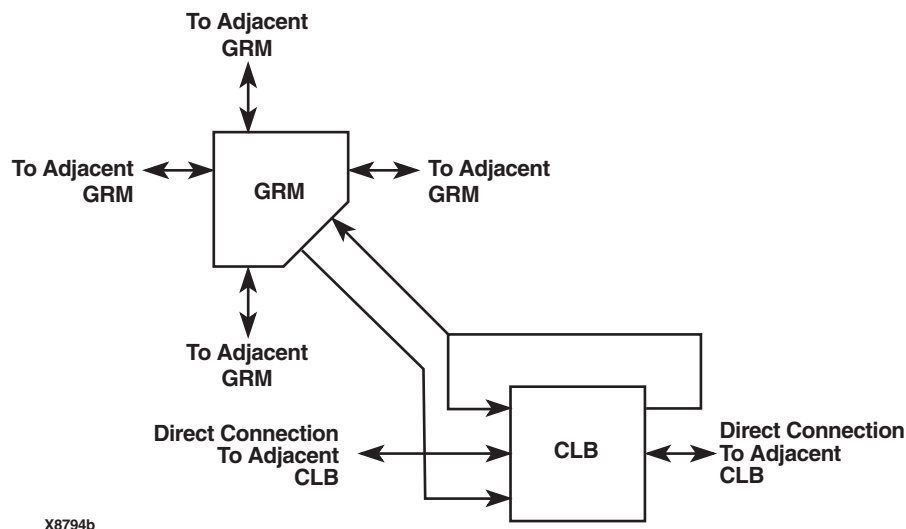 To Adjacent
GRM
To Adjacent
GRM
GRM
To Adjacent
GRM
To Adjacent
GRM
Direct Connection
To Adjacent
CLB
CLB
Direct Connection
To Adjacent
CLB
X8794b